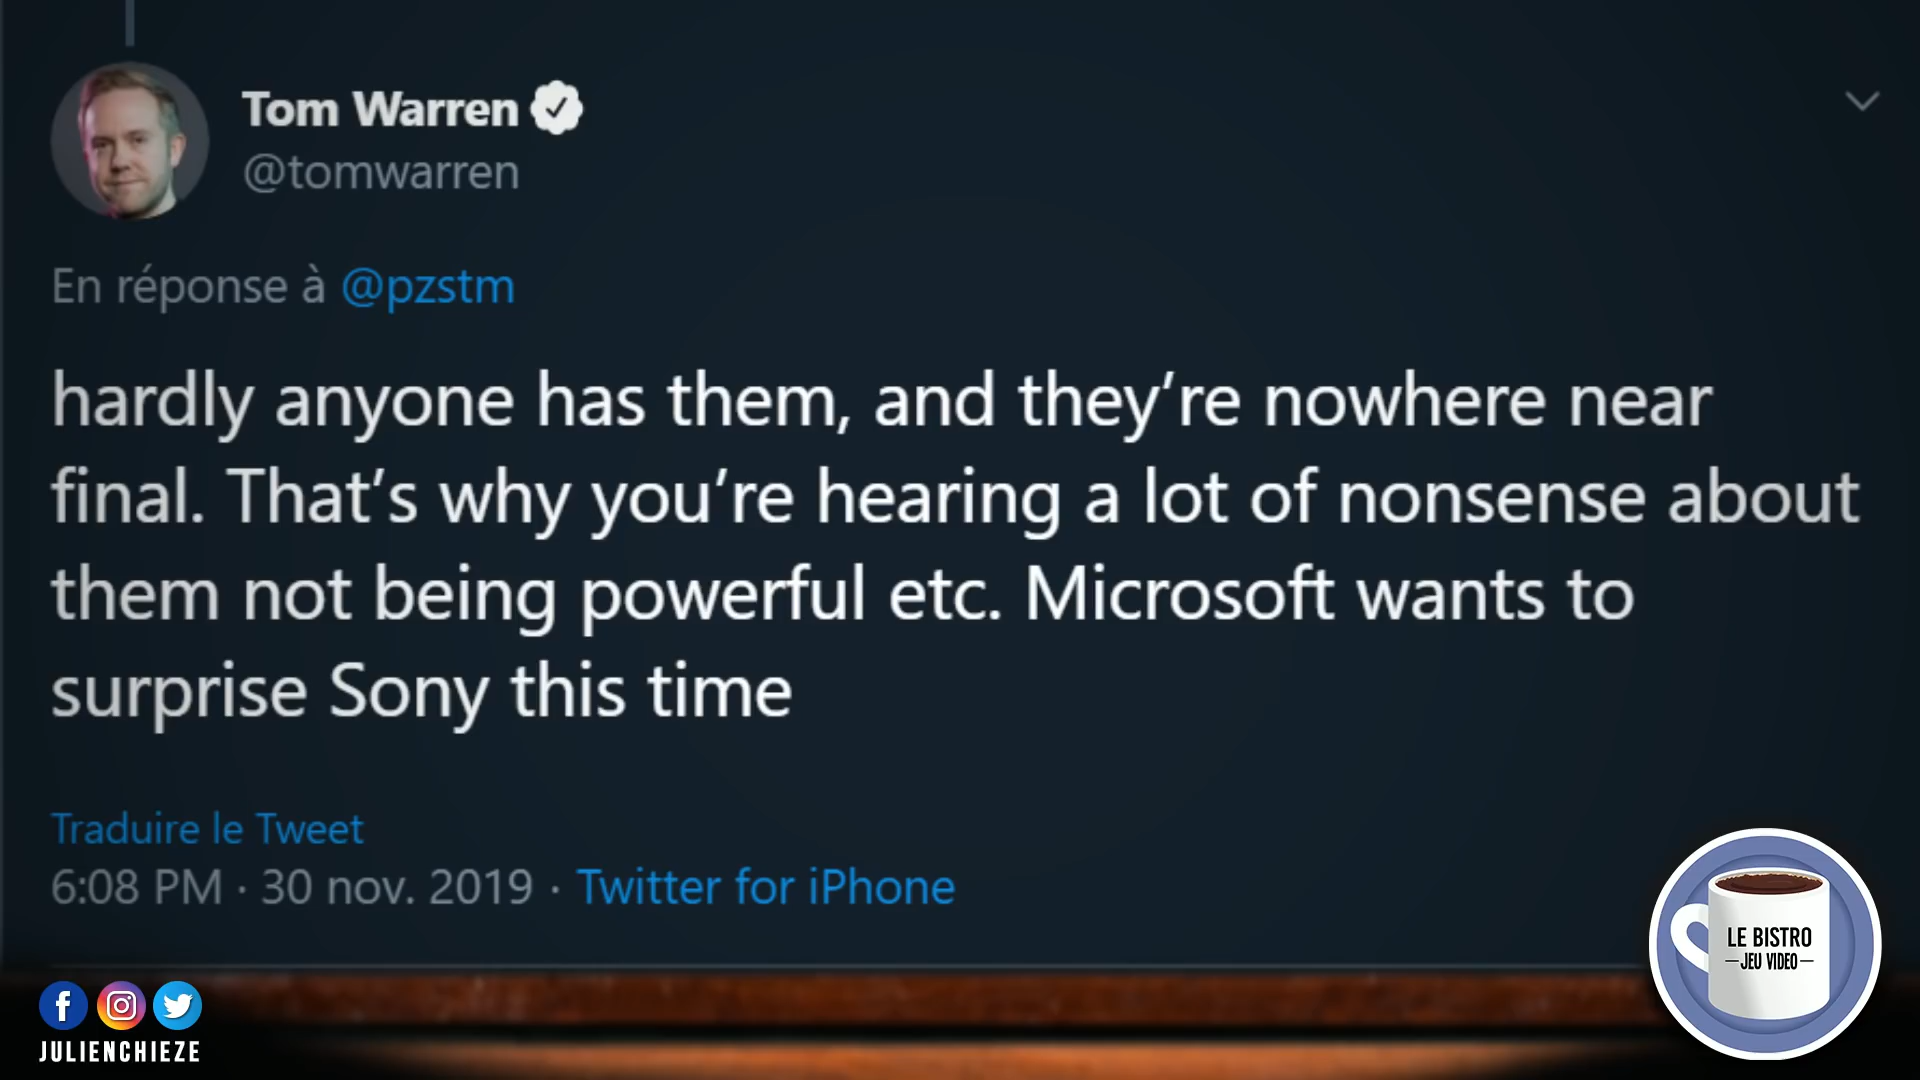 Tom Warren
@tomwarren
En réponse à @pzstm
hardly anyone has them, and they’re nowhere near
final. That’s why you’re hearing a lot of nonsense about
them not being powerful etc. Microsoft wants to
surprise Sony this time
Traduire le Tweet
6:08 PM · 30 nov. 2019 · Twitter for iPhone
LE BISTRO
—JEU VIDEO—
JULIENCHIEZE